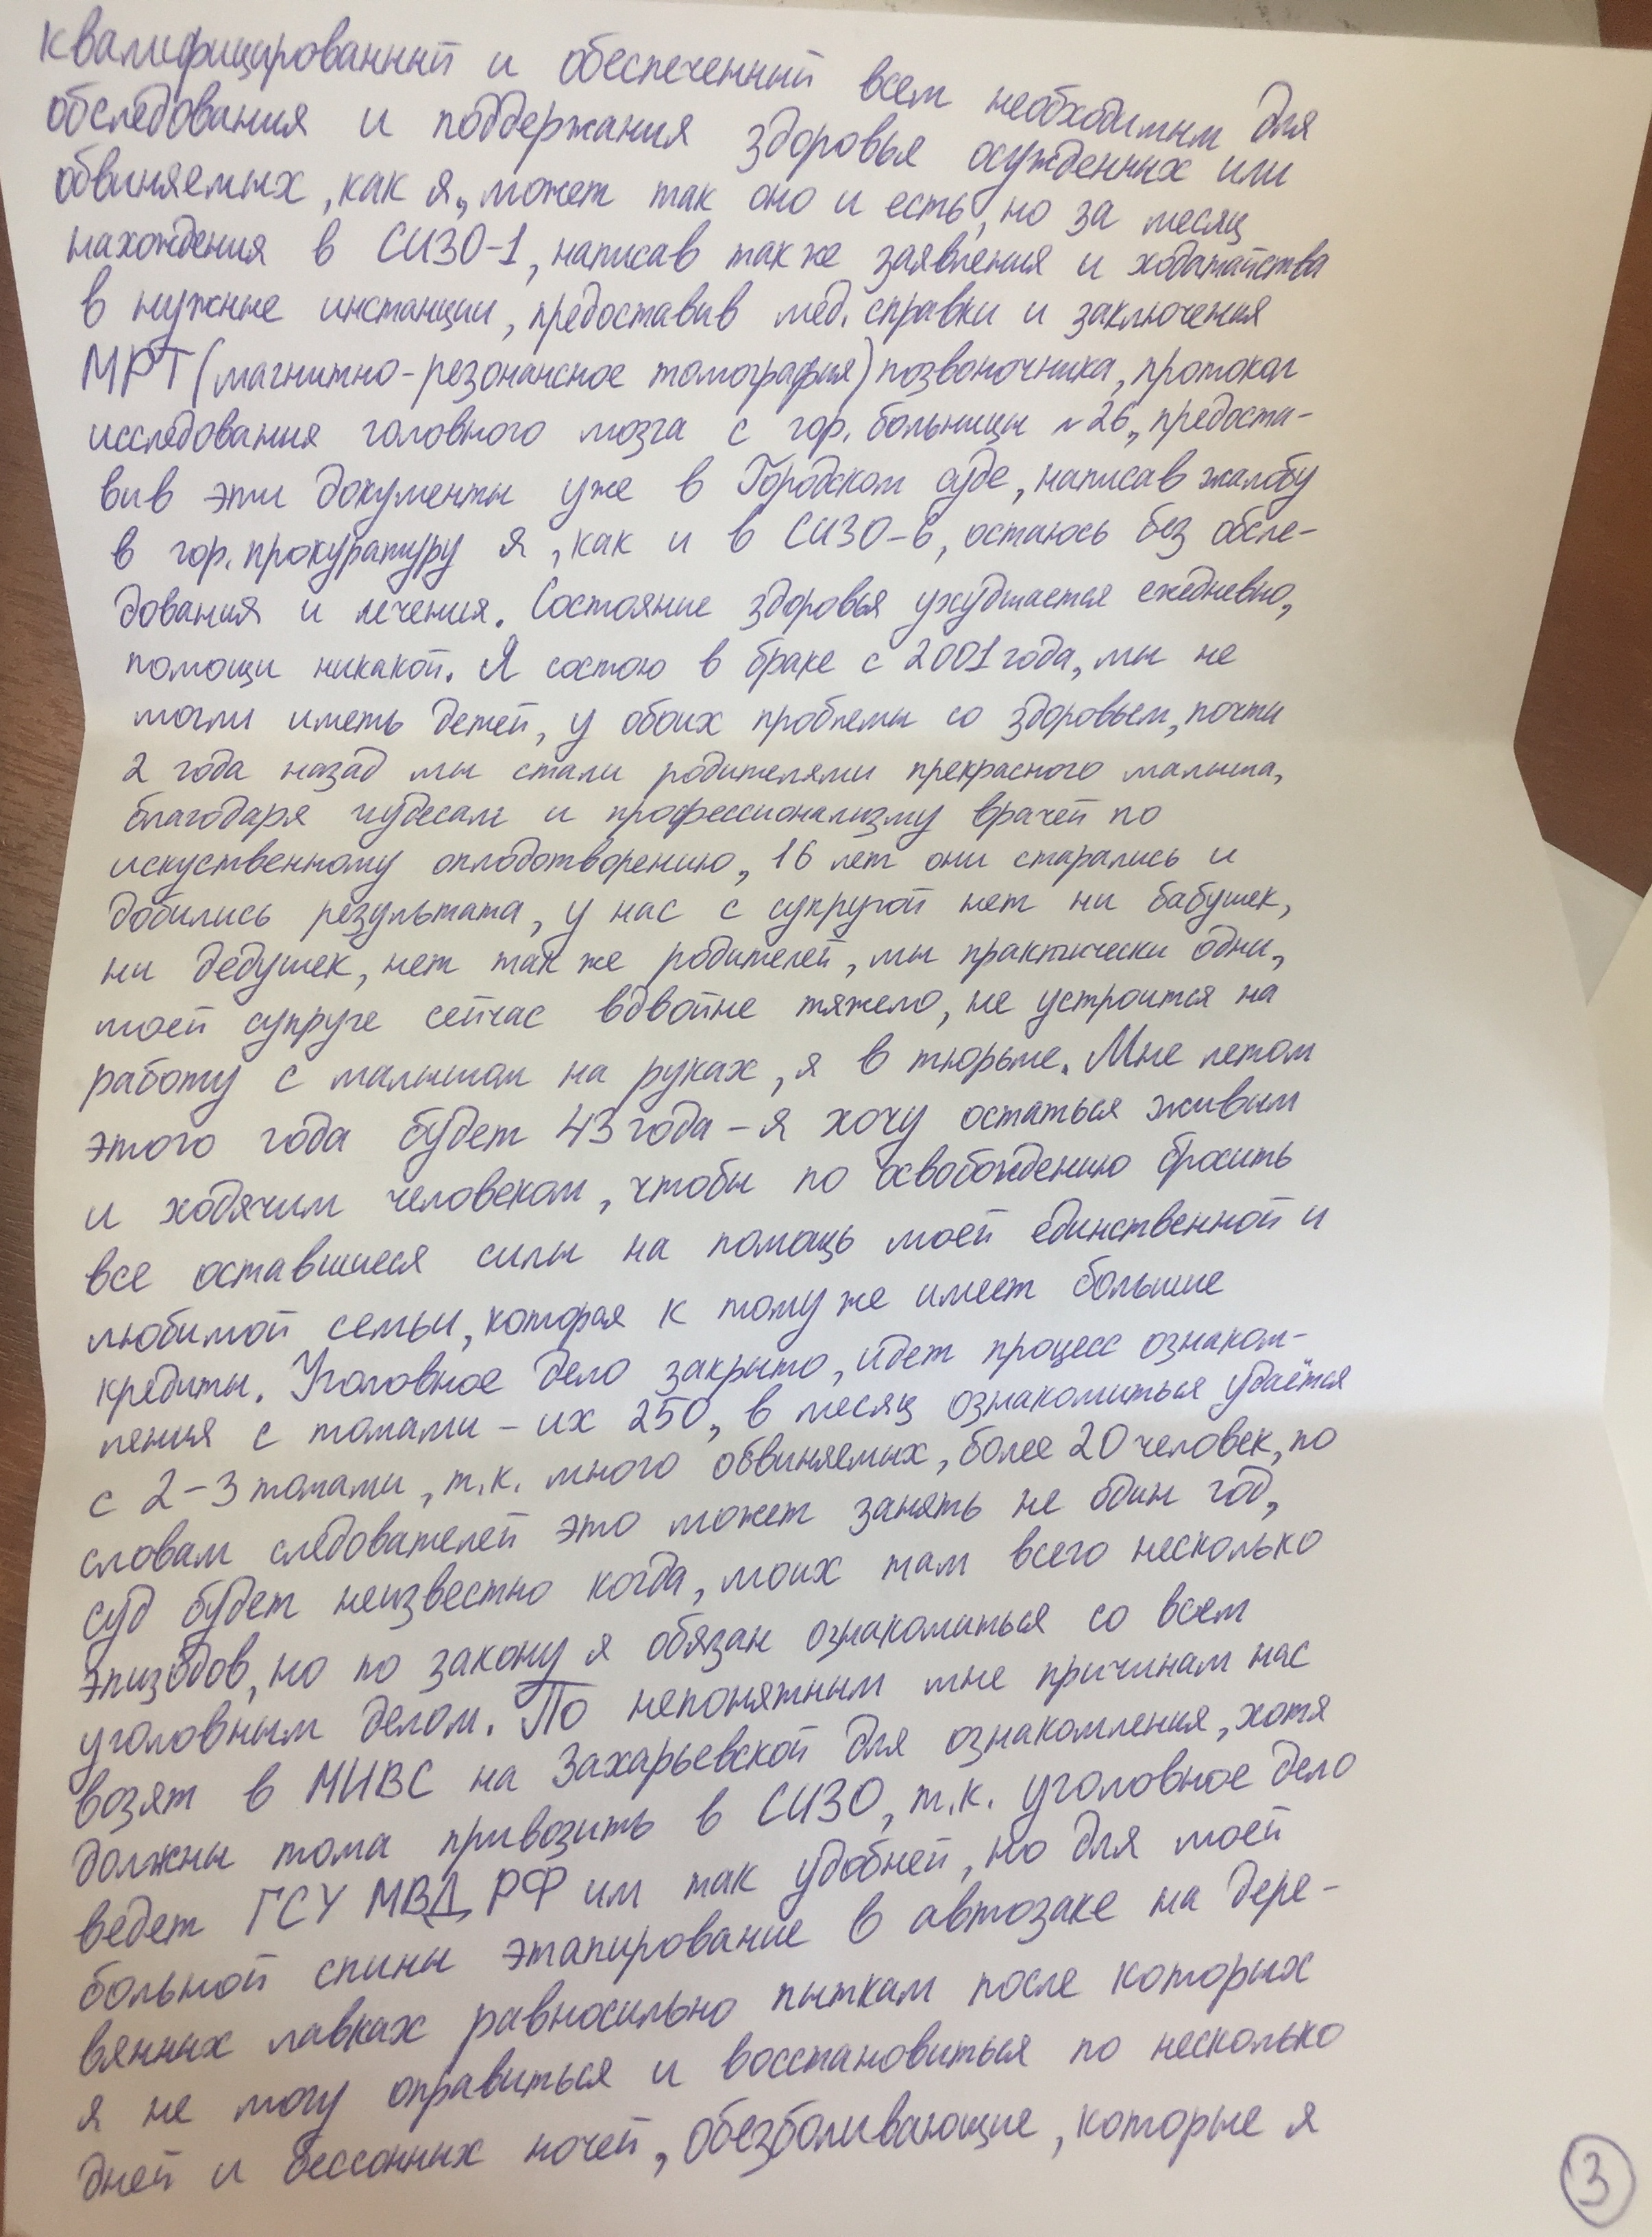 квалифицированный и обеспеченный всем необходимым для
обследования и поддержания здоровья осужденных или
обвиняемых, как я, может так оно и есть, но за месяц
нахождения в СИЗО-1, написав так же заявления и ходатайства
в нужные инстанции, предоставив мед. справки и заключения
МРТ (магнитно-резонансное томография) позвоночника, протокол
исследования головного мозга с гор. больницы №26, предоста-
вив эти документы уже в Городском суде, написав жалобу
в гор. прокуратуру я, как и в СИЗО-6, остаюсь без обсле-
дования и лечения. Состояние здоровья ухудшается ежедневно,
помощи никакой. Я состою в браке с 2001 года, мы не
могли иметь детей, у обоих проблемы со здоровьем, почти
2 года назад мы стали родителями прекрасного малыша,
благодаря чудесам и профессионализму врачей по
искуственному оплодотворению, 16 лет они старались и
добились результата, у нас с супругой нет ни бабушек,
ни дедушек, нет так же родителей, мы практически одни,
моей супруге сейчас вдвойне тяжело, не устроится на
работу с малышом на руках, я в тюрьме. Мне летом
этого года будет 43 года – я хочу остаться живым
и ходячим человеком, чтобы по освобождению бросить
все оставшиеся силы на помощь моей единственной и
любимой семьи, которая к тому же имеет большие
кредиты. Уголовное дело закрыто, идет процесс ознаком-
ления с томами – их 250, в месяц ознакомиться удаётся
с 2-3 томами, т.к. много обвиняемых, более 20 человек, по
словам следователей это может занять не один год,
суд будет неизвестно когда, моих там всего несколько
эпизодов, но по закону я обязан ознакомиться со всем
уголовным делом. По непонятным мне причинам нас
возят в МИВС на Захарьевской для ознакомления, хотя
должны тома привозить в СИЗО, т.к. уголовное дело
ведет ГСУ МВД РФ им так удобней, но для моей
больной спины этапирование в автозаке на дере-
вянных лавках равносильно пыткам после которых
я не могу оправиться и восстановиться по несколько
дней и бессонных ночей, обезболивающие, которые я
3